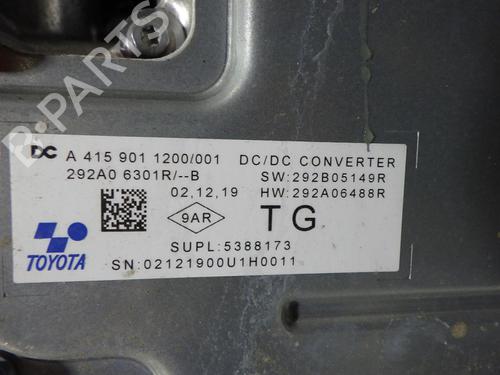 B-PARTS
DC A 415 901 1200/001 DC/DC CONVERTER
292A0 6301R/--B SW:292B05149R
02,12,19 HW:292A06488R
9AR TG
TOYOTA
SUPL:5388173
SN:02121900U1H0011